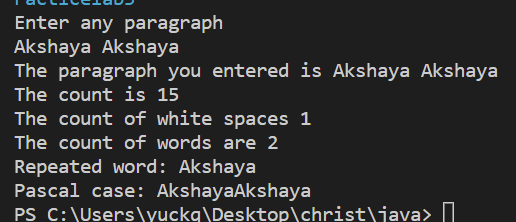 Enter any paragraph
Akshaya Akshaya
The paragraph you entered is Akshaya Akshaya
The count is 15
The count of white spaces 1
The count of words are 2
Repeated word: Akshaya
Pascal case: AkshayaAkshaya
PS C:\Users\yuckq\Desktop\christ\java>